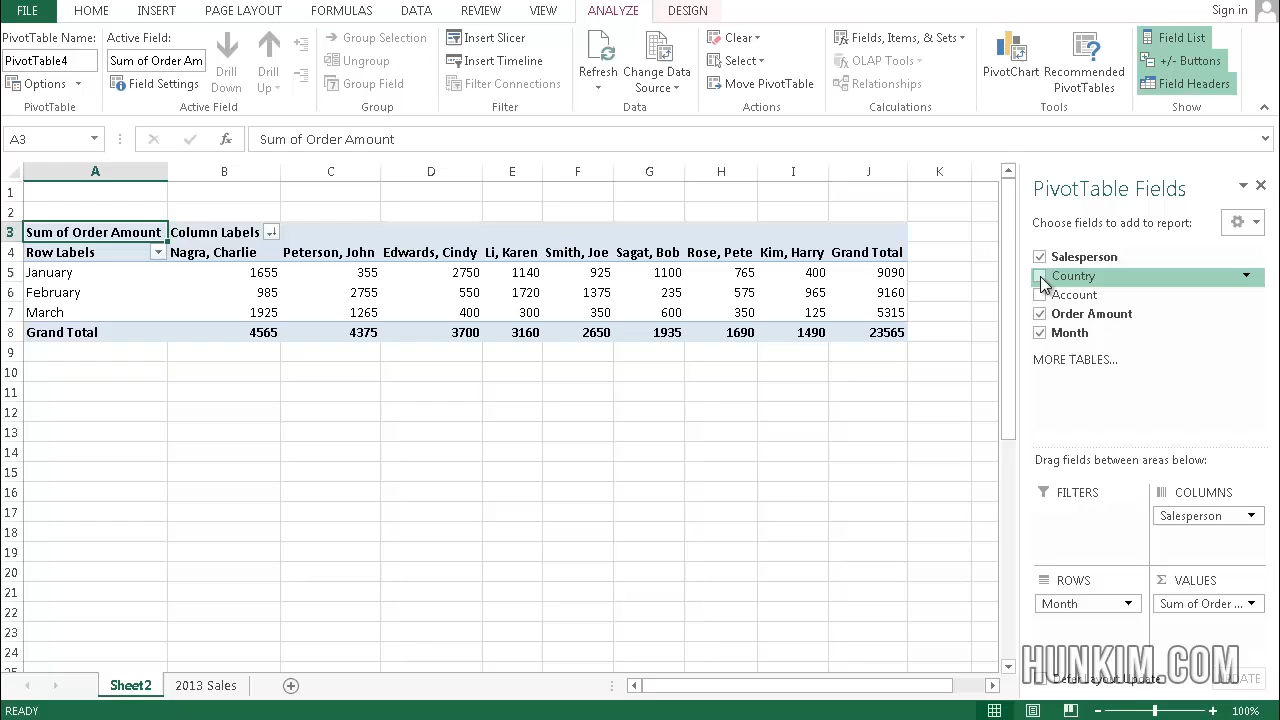 FILE HOME INSERT PAGE LAYOUT FORMULAS DATA REVIEW VIEW ANALYZE DESIGN Sign in
PivotTable Name:
PivotTable4
Options
PivotTable
Active Field:
Sum of Order Am
Field Settings
Drill Down
Drill Up
Active Field
Group Selection
Ungroup
Group Field
Group
Insert Slicer
Insert Timeline
Filter Connections
Filter
Refresh
Change Data Source
Data
Clear
Select
Move PivotTable
Actions
Fields, Items, & Sets
OLAP Tools
Relationships
Calculations
PivotChart
Recommended PivotTables
Tools
Field List
+/- Buttons
Field Headers
Show
A3 fx Sum of Order Amount
A B C D E F G H I J K
1
2
3 Sum of Order Amount Column Labels
4 Row Labels Nagra, Charlie Peterson, John Edwards, Cindy Li, Karen Smith, Joe Sagat, Bob Rose, Pete Kim, Harry Grand Total
5 January 1655 355 2750 1140 925 1100 765 400 9090
6 February 985 2755 550 1720 1375 235 575 965 9160
7 March 1925 1265 400 300 350 600 350 125 5315
8 Grand Total 4565 4375 3700 3160 2650 1935 1690 1490 23565
9
10
11
12
13
14
15
16
17
18
19
20
21
22
23
24
25
PivotTable Fields
Choose fields to add to report:
Salesperson
Country
Account
Order Amount
Month
MORE TABLES...
Drag fields between areas below:
FILTERS
COLUMNS
Salesperson
ROWS
Month
VALUES
Sum of Order ...
HUNKIM.COM
Defer Layout Update
Sheet2 2013 Sales
READY 100%